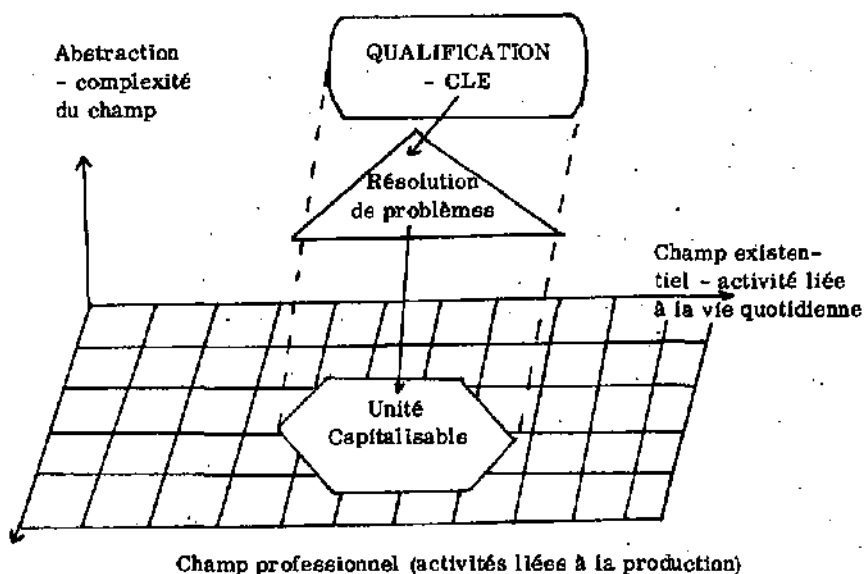 Abstraction
- complexité
du champ
QUALIFICATION
- CLE
Résolution
de problèmes
Champ existen-
tiel - activité liée
à la vie quotidienne
Unité
Capitalisable
Champ professionnel (activités liées à la production)